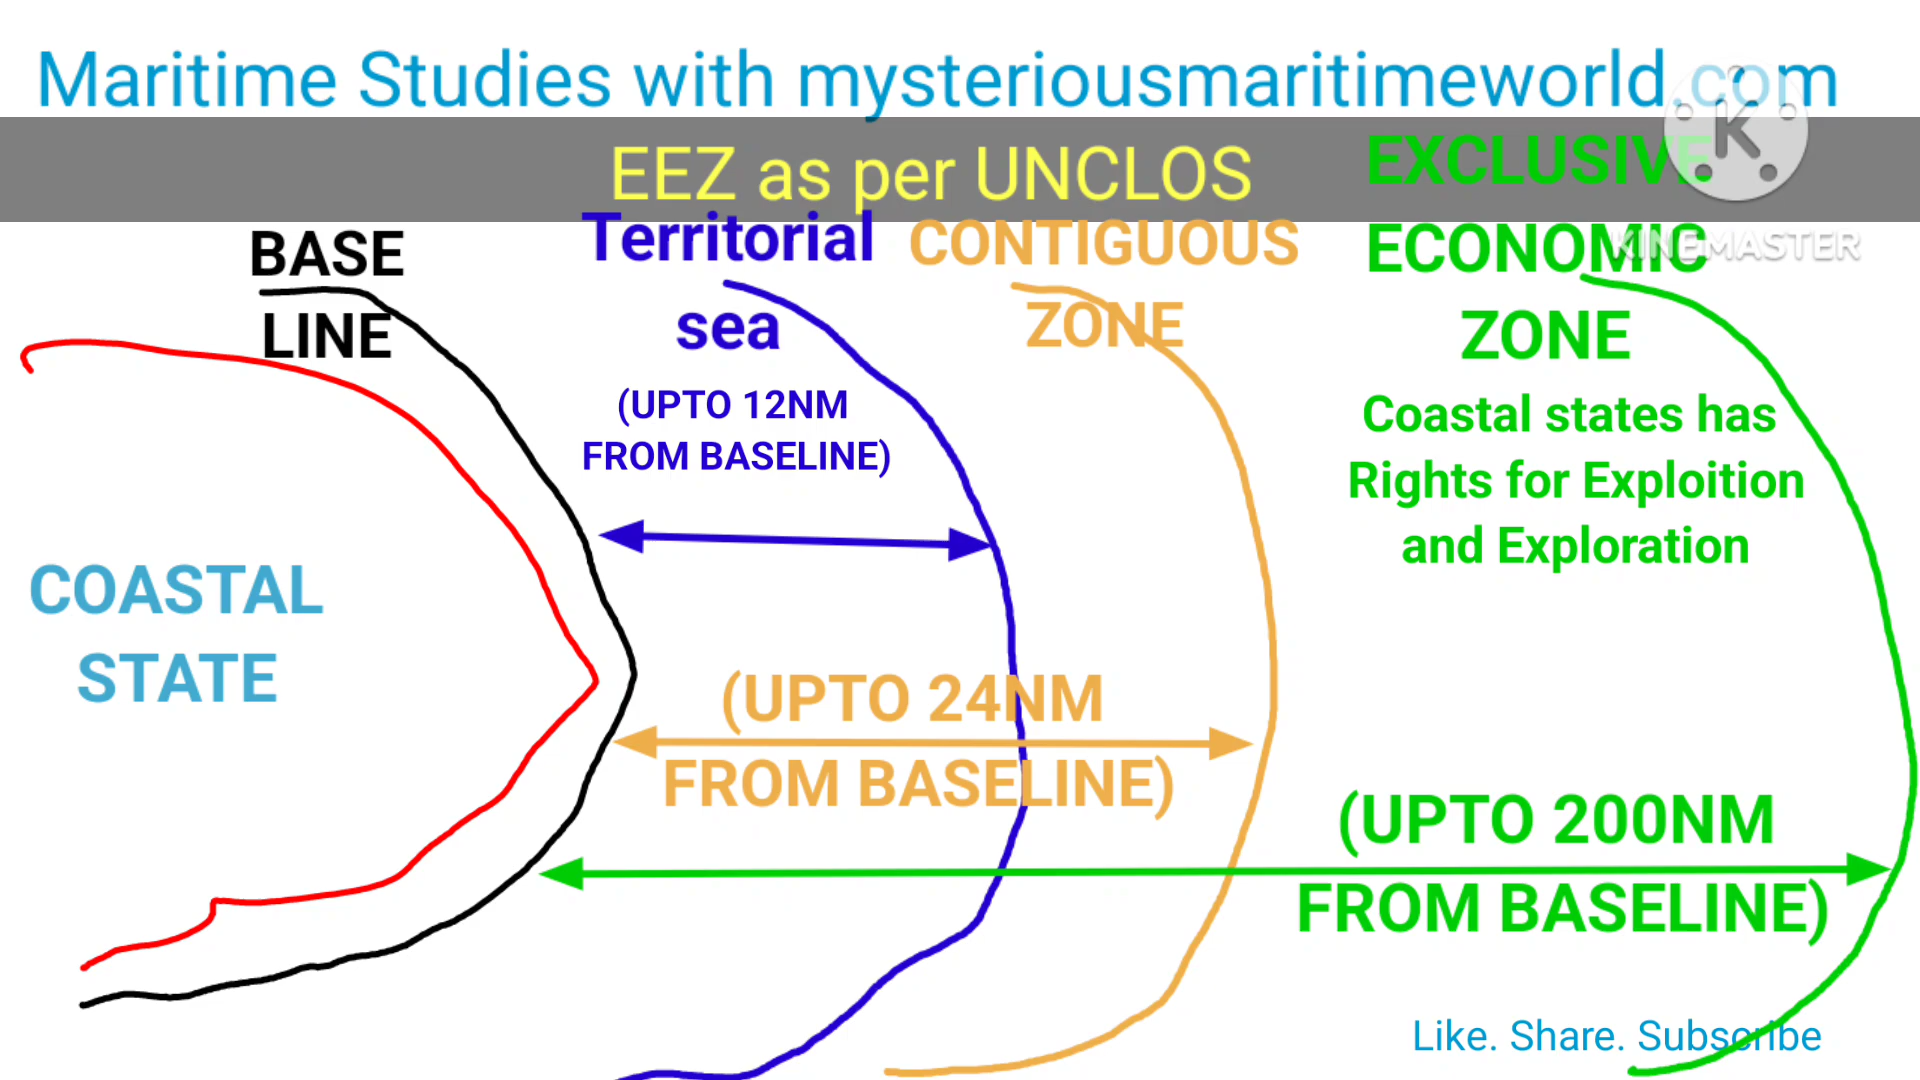 Maritime Studies with mysteriousmaritimeworld.com
EEZ as per UNCLOS
K
KINEMASTER
BASE
LINE
Territorial
sea
(UPTO 12NM
FROM BASELINE)
CONTIGUOUS
ZONE
EXCLUSIVE
ECONOMIC
ZONE
Coastal states has
Rights for Exploition
and Exploration
COASTAL
STATE
(UPTO 24NM
FROM BASELINE)
(UPTO 200NM
FROM BASELINE)
Like. Share. Subscribe